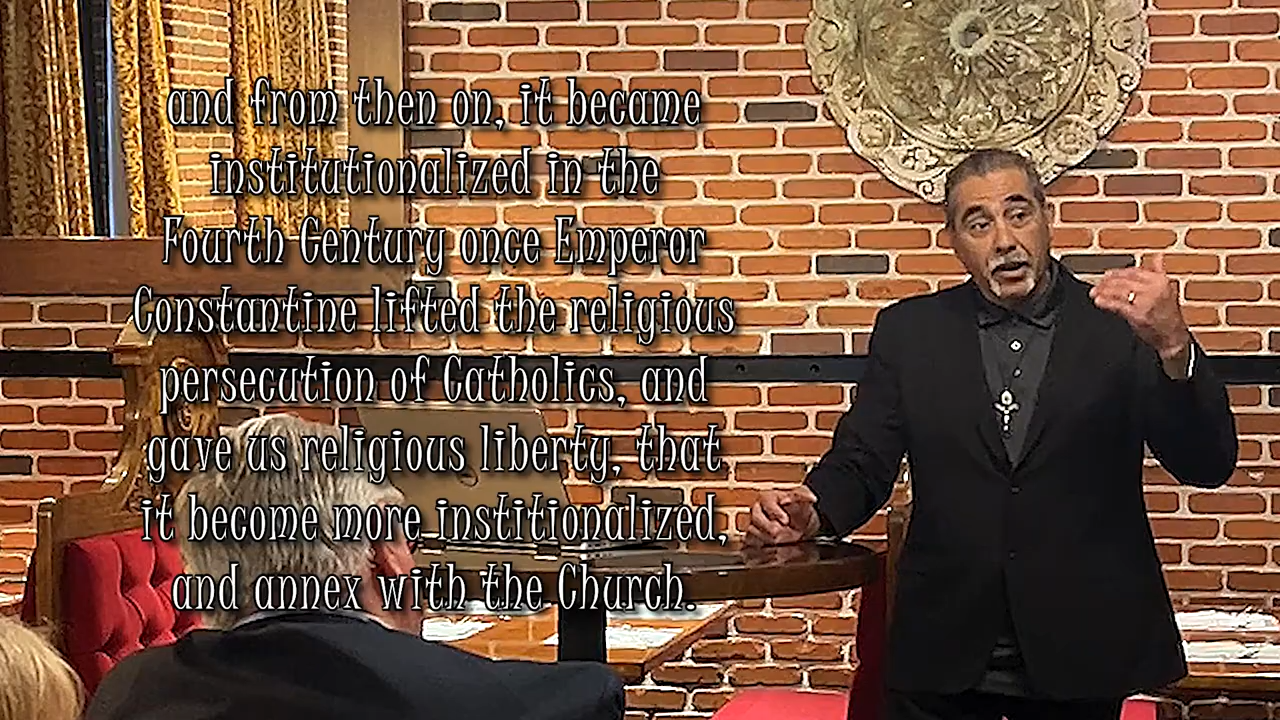 and from then on, it became
institutionalized in the
Fourth Century once Emperor
Constantine lifted the religious
persecution of Catholics, and
gave us religious liberty, that
it become more institionalized,
and annex with the Church.